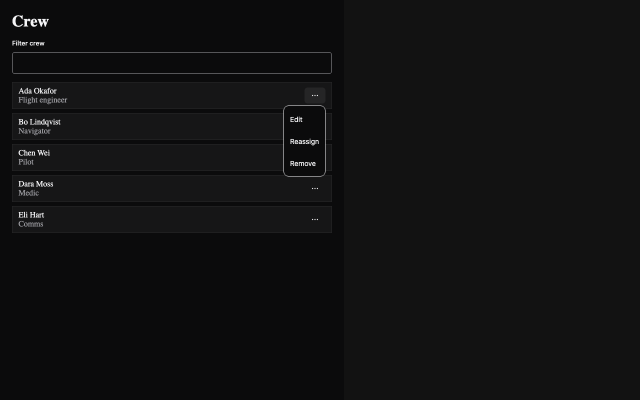 Crew
Filter crew
Ada Okafor
Flight engineer
...
Edit
Reassign
Remove
Bo Lindqvist
Navigator
Chen Wei
Pilot
Dara Moss
Medic
...
Eli Hart
Comms
...